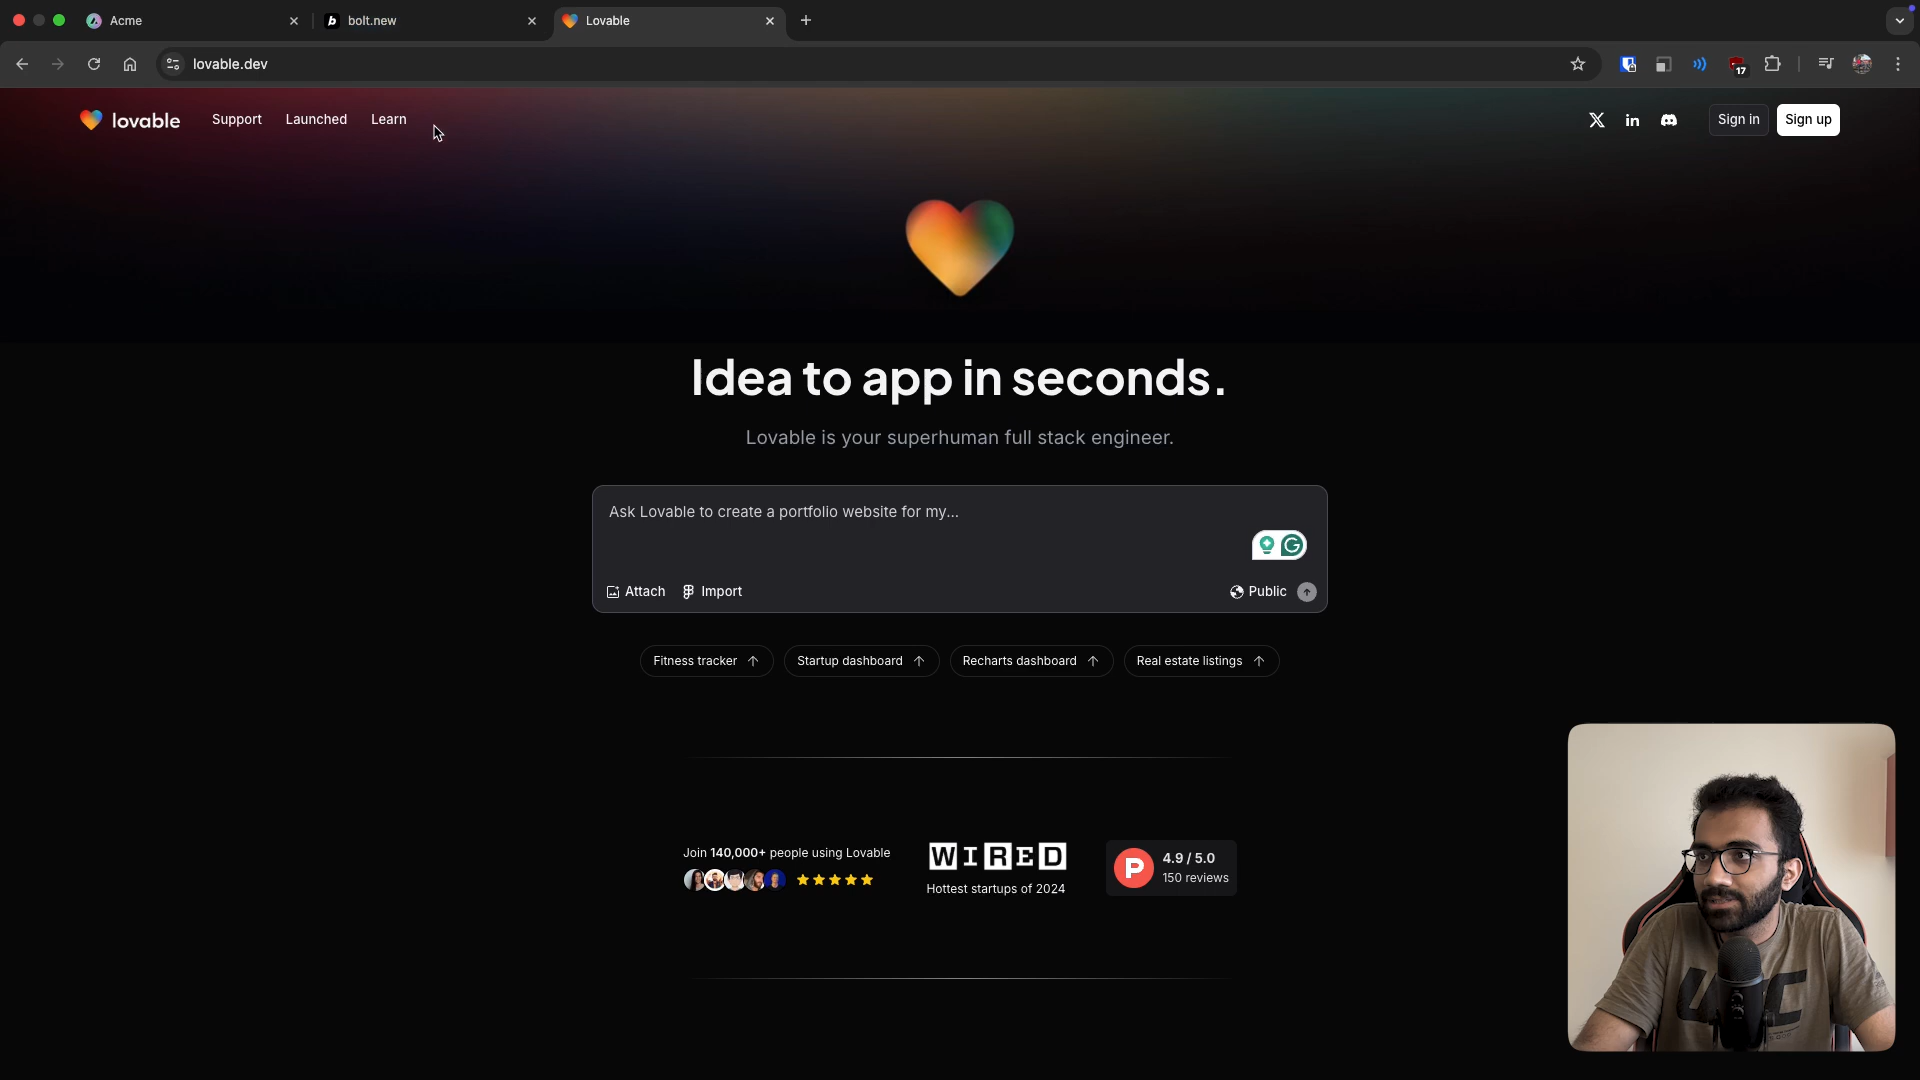 Acme
bolt.new
Lovable
lovable.dev
17
lovable
Support
Launched
Learn
in
Sign in
Sign up
Idea to app in seconds.
Lovable is your superhuman full stack engineer.
Ask Lovable to create a portfolio website for my...
Attach
Import
Public
Fitness tracker
Startup dashboard
Recharts dashboard
Real estate listings
Join 140,000+ people using Lovable
WIRED
Hottest startups of 2024
P
4.9 / 5.0
150 reviews